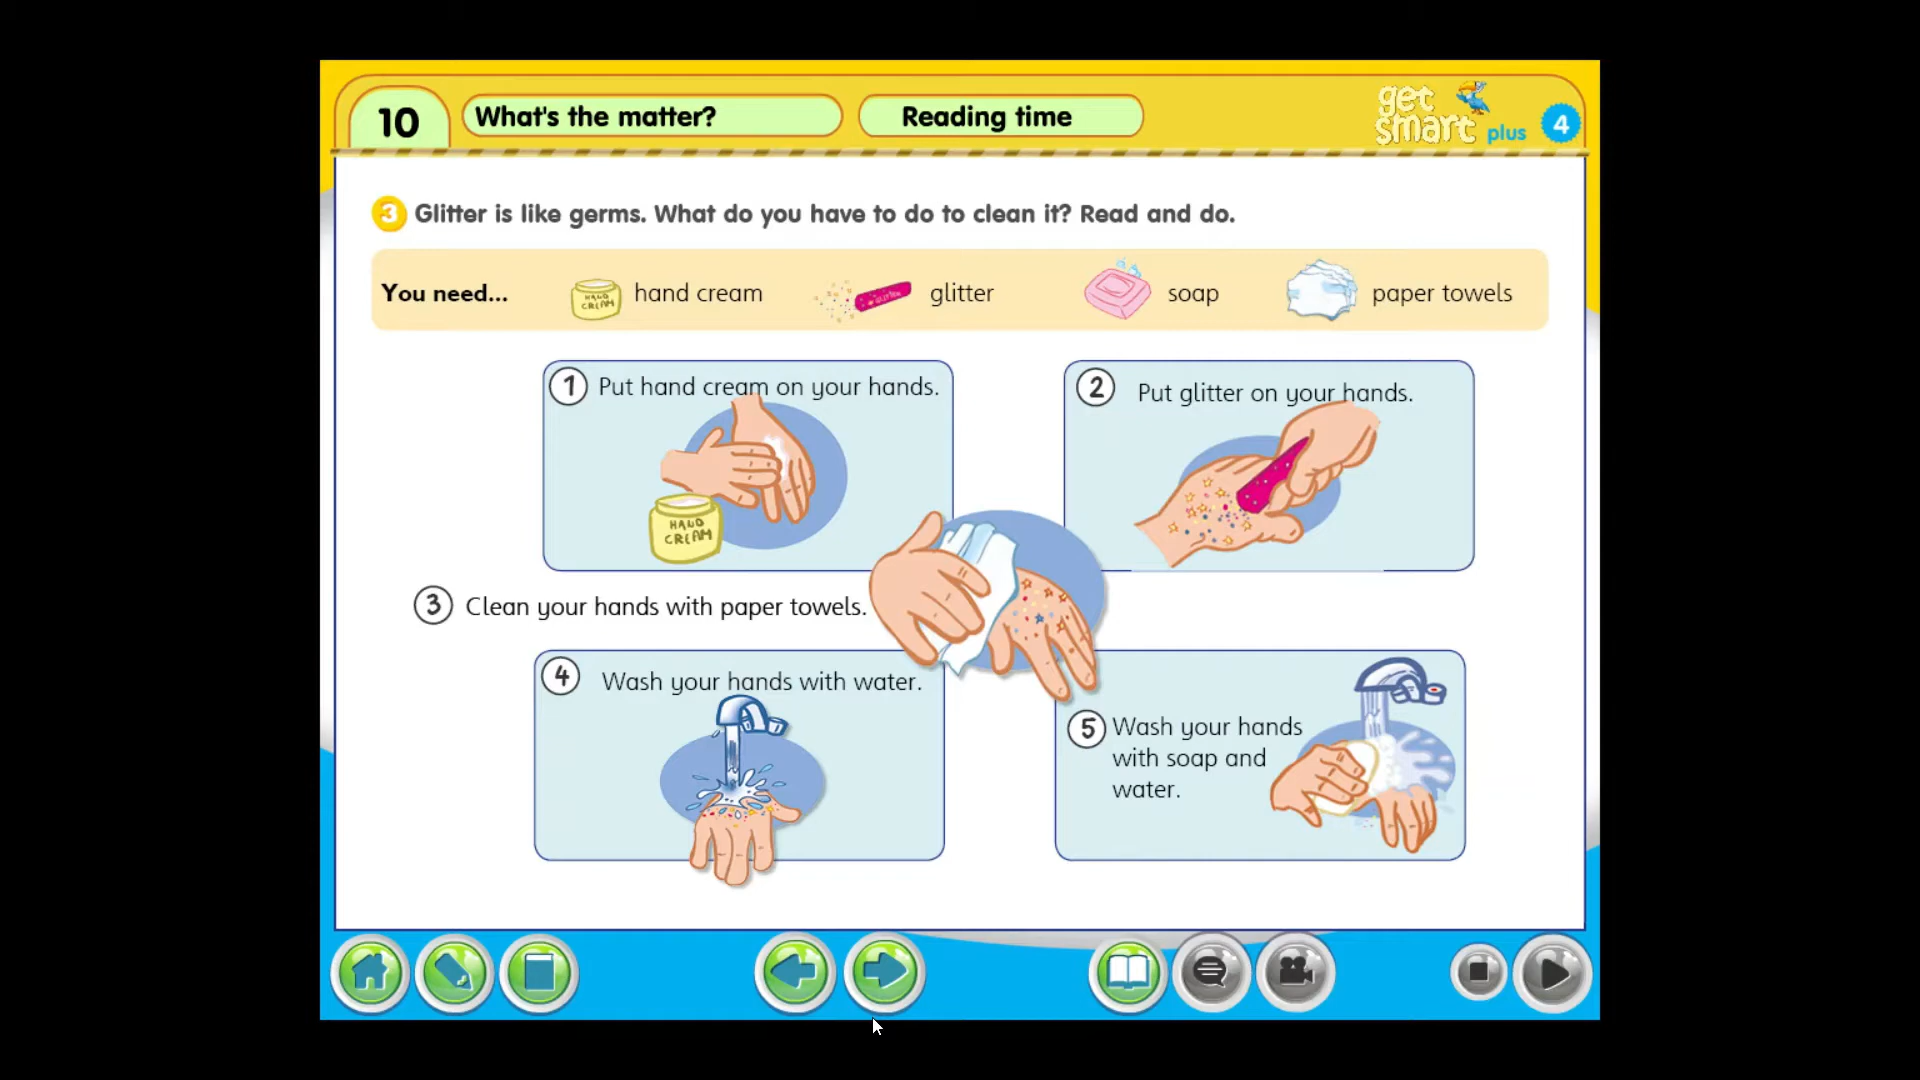 10
What's the matter?
Reading time
get
smart plus 4
3 Glitter is like germs. What do you have to do to clean it? Read and do.
You need...
HAND
CREAM
hand cream
glitter
glitter
soap
paper towels
1 Put hand cream on your hands.
HAND
CREAM
2 Put glitter on your hands.
3 Clean your hands with paper towels.
4 Wash your hands with water.
5 Wash your hands
with soap and
water.